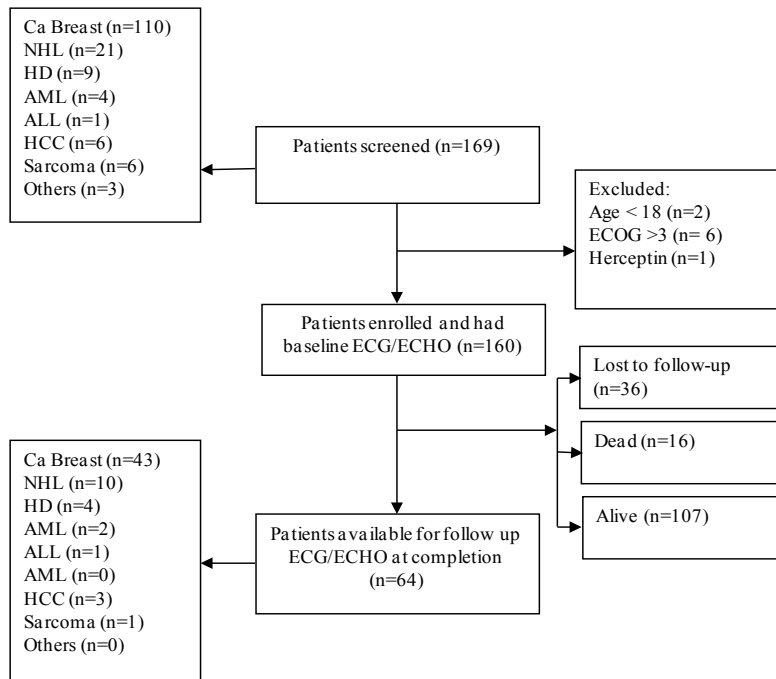 Ca Breast (n=110)
NHL (n=21)
HD (n=9)
AML (n=4)
ALL (n=1)
HCC (n=6)
Sarcoma (n=6)
Others (n=3)
Patients screened (n=169)
Excluded:
Age < 18 (n=2)
ECOG >3 (n= 6)
Herceptin (n=1)
Patients enrolled and had
baseline ECG/ECHO (n=160)
Lost to follow-up
(n=36)
Dead (n=16)
Alive (n=107)
Ca Breast (n=43)
NHL (n=10)
HD (n=4)
AML (n=2)
ALL (n=1)
AML (n=0)
HCC (n=3)
Sarcoma (n=1)
Others (n=0)
Patients available for follow up
ECG/ECHO at completion
(n=64)